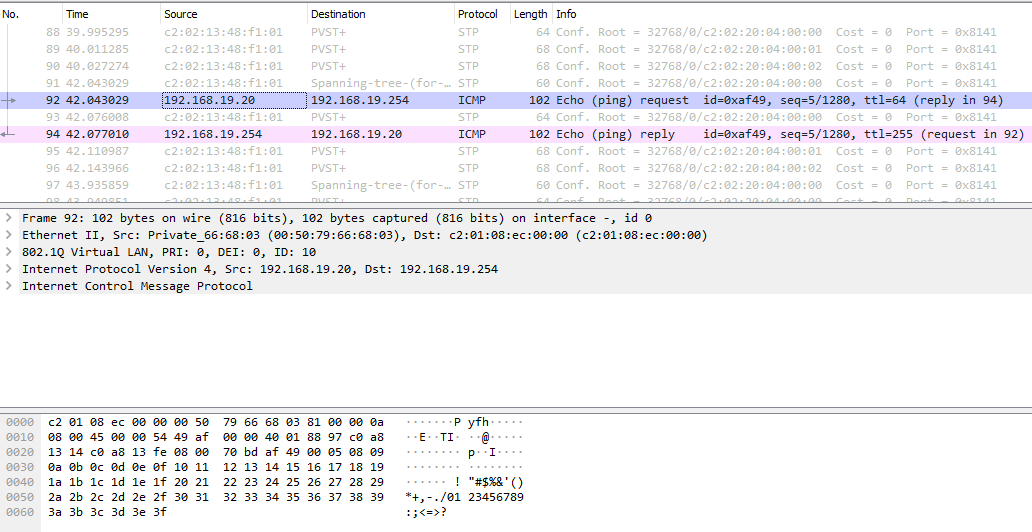 No. Time Source Destination Protocol Length Info
88 39.995295 c2:02:13:48:f1:01 PVST+ STP 64 Conf. Root = 32768/0/c2:02:20:04:00:00 Cost = 0 Port = 0x8141
89 40.011285 c2:02:13:48:f1:01 PVST+ STP 68 Conf. Root = 32768/0/c2:02:20:04:00:01 Cost = 0 Port = 0x8141
90 40.027274 c2:02:13:48:f1:01 PVST+ STP 68 Conf. Root = 32768/0/c2:02:20:04:00:02 Cost = 0 Port = 0x8141
91 42.043029 c2:02:13:48:f1:01 Spanning-tree-(for-… STP 60 Conf. Root = 32768/0/c2:02:20:04:00:00 Cost = 0 Port = 0x8141
92 42.043029 192.168.19.20 192.168.19.254 ICMP 102 Echo (ping) request id=0xaf49, seq=5/1280, ttl=64 (reply in 94)
93 42.076008 c2:02:13:48:f1:01 PVST+ STP 64 Conf. Root = 32768/0/c2:02:20:04:00:00 Cost = 0 Port = 0x8141
94 42.077010 192.168.19.254 192.168.19.20 ICMP 102 Echo (ping) reply id=0xaf49, seq=5/1280, ttl=255 (request in 92)
95 42.110987 c2:02:13:48:f1:01 PVST+ STP 68 Conf. Root = 32768/0/c2:02:20:04:00:01 Cost = 0 Port = 0x8141
96 42.143966 c2:02:13:48:f1:01 PVST+ STP 68 Conf. Root = 32768/0/c2:02:20:04:00:02 Cost = 0 Port = 0x8141
97 43.935859 c2:02:13:48:f1:01 Spanning-tree-(for-… STP 60 Conf. Root = 32768/0/c2:02:20:04:00:00 Cost = 0 Port = 0x8141
Frame 92: 102 bytes on wire (816 bits), 102 bytes captured (816 bits) on interface -, id 0
Ethernet II, Src: Private_66:68:03 (00:50:79:66:68:03), Dst: c2:01:08:ec:00:00 (c2:01:08:ec:00:00)
802.1Q Virtual LAN, PRI: 0, DEI: 0, ID: 10
Internet Protocol Version 4, Src: 192.168.19.20, Dst: 192.168.19.254
Internet Control Message Protocol
0000 c2 01 08 ec 00 00 00 50 79 66 68 03 81 00 00 0a ·······P yfh·····
0010 08 00 45 00 00 54 49 af 00 00 40 01 88 97 c0 a8 ··E··TI· ··@·····
0020 13 14 c0 a8 13 fe 08 00 70 bd af 49 00 05 08 09 ········ p··I····
0030 0a 0b 0c 0d 0e 0f 10 11 12 13 14 15 16 17 18 19 ········ ········
0040 1a 1b 1c 1d 1e 1f 20 21 22 23 24 25 26 27 28 29 ······ ! "#$%&'()
0050 2a 2b 2c 2d 2e 2f 30 31 32 33 34 35 36 37 38 39 *+,-./01 23456789
0060 3a 3b 3c 3d 3e 3f :;<=>?